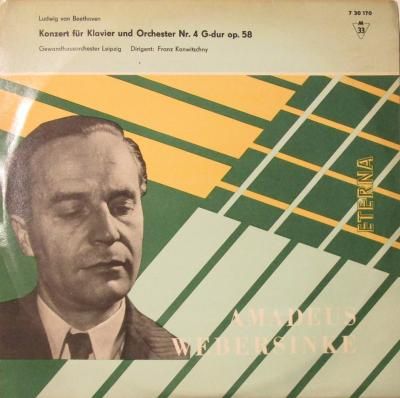 Ludwig van Beethoven
7 30 170
Konzert für Klavier und Orchester Nr. 4 G-dur op. 58
M
33
Gewandhausorchester Leipzig Dirigent: Franz Konwitschny
ETERNA
AMADEUS
WEBERSINKE